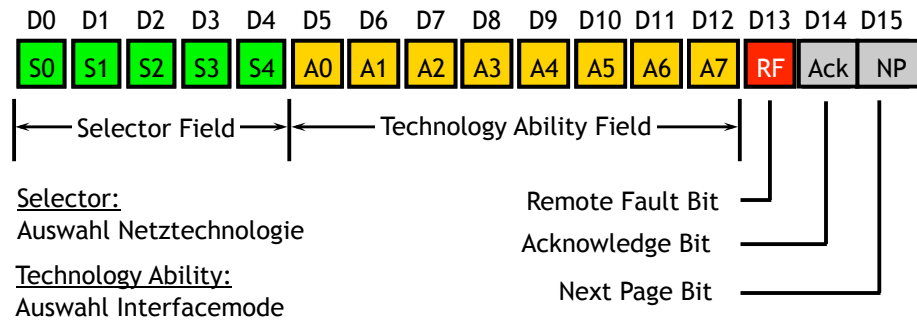 D0 D1 D2 D3 D4 D5 D6 D7 D8 D9 D10 D11 D12 D13 D14 D15
S0 S1 S2 S3 S4 A0 A1 A2 A3 A4 A5 A6 A7 RF Ack NP
Selector Field Technology Ability Field
Selector:
Auswahl Netztechnologie
Technology Ability:
Auswahl Interfacemode
Remote Fault Bit
Acknowledge Bit
Next Page Bit